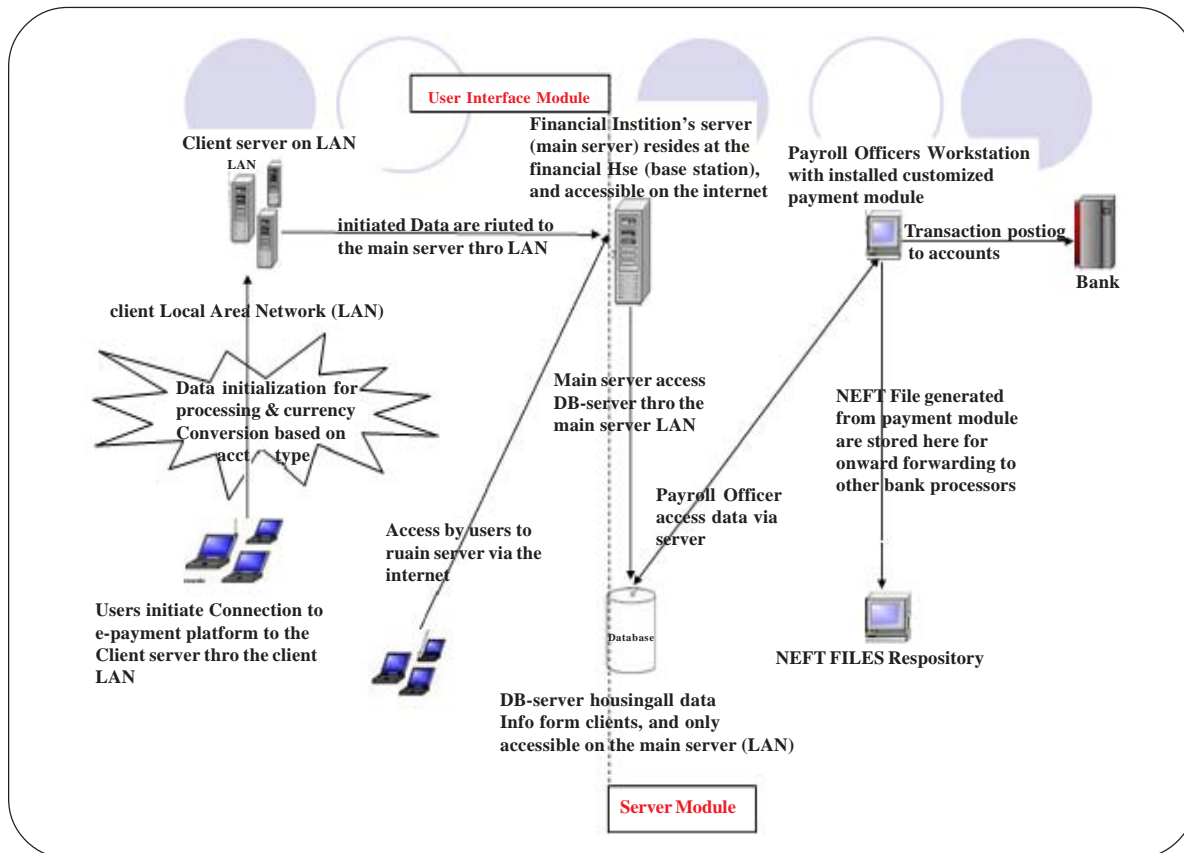 User Interface Module
Client server on LAN
LAN
Financial Instition's server
(main server) resides at the
financial Hse (base station),
and accessible on the internet
Payroll Officers Workstation
with installed customized
payment module
initiated Data are riuted to
the main server thro LAN
Transaction postiog
to accounts
Bank
client Local Area Network (LAN)
Data initialization for
processing & currency
Conversion based on
acct type
Main server access
DB-server thro the
main server LAN
NEFT File generated
from payment module
are stored here for
onward forwarding to
other bank processors
Payroll Officer
access data via
server
Access by users to
ruain server via the
internet
Users initiate Connection to
e-payment platform to the
Client server thro the client
LAN
Database
NEFT FILES Respository
DB-server housingall data
Info form clients, and only
accessible on the main server (LAN)
Server Module